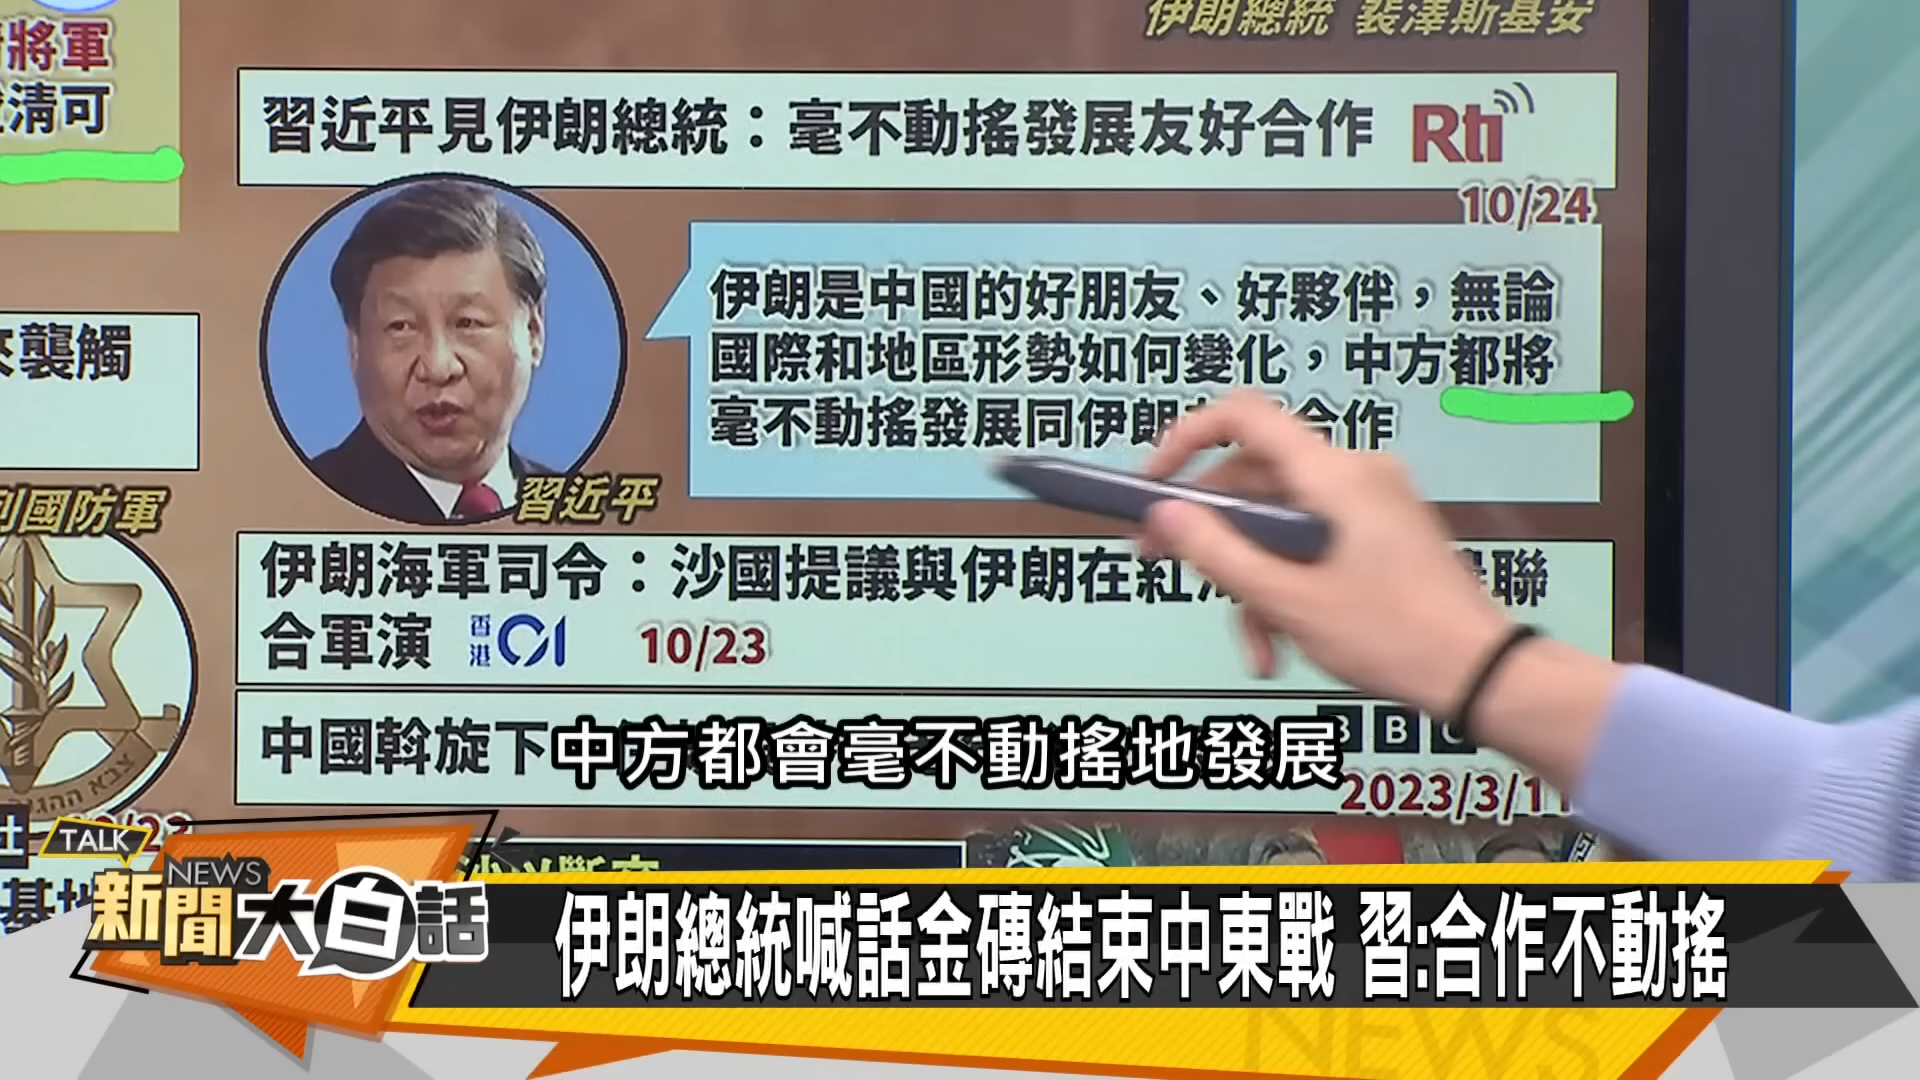 伊朗總統 裴澤斯基安
將軍
清可
習近平見伊朗總統：毫不動搖發展友好合作 Rti
10/24
伊朗是中國的好朋友、好夥伴，無論
國際和地區形勢如何變化，中方都將
毫不動搖發展同伊朗 合作
習近平
襲觸
國防軍
伊朗海軍司令：沙國提議與伊朗在紅 聯
合軍演 香港01 10/23
中國斡旋下
BBC
2023/3/11
中方都會毫不動搖地發展
TALK
NEWS
新聞大白話
伊朗總統喊話金磚結束中東戰 習:合作不動搖
NEWS